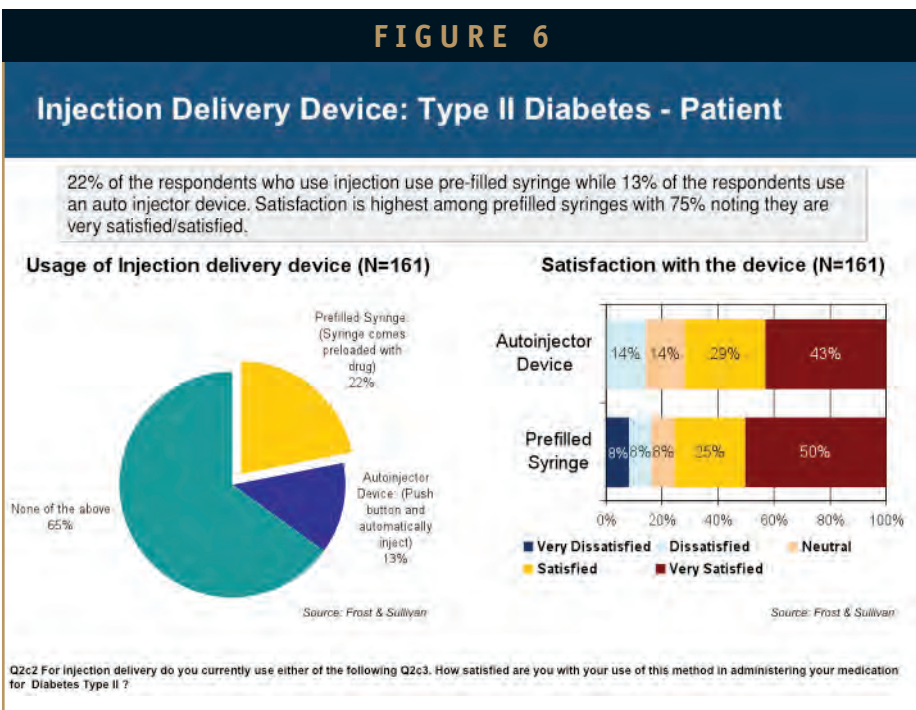 FIGURE 6
Injection Delivery Device: Type II Diabetes - Patient
22% of the respondents who use injection use pre-filled syringe while 13% of the respondents use
an auto injector device. Satisfaction is highest among prefilled syringes with 75% noting they are
very satisfied/satisfied.
Usage of Injection delivery device (N=161)
Prefilled Syringe:
(Syringe comes
preloaded with
drug)
22%
Autoinjector
Device: (Push
button and
automatically
inject)
13%
None of the above
65%
Source: Frost & Sullivan
Satisfaction with the device (N=161)
Autoinjector
Device
14% 14% 29% 43%
Prefilled
Syringe
8% 8% 8% 25% 50%
0% 20% 40% 60% 80% 100%
Very Dissatisfied Dissatisfied Neutral
Satisfied Very Satisfied
Source: Frost & Sullivan
Q2c2 For injection delivery do you currently use either of the following Q2c3. How satisfied are you with your use of this method in administering your medication
for Diabetes Type II ?